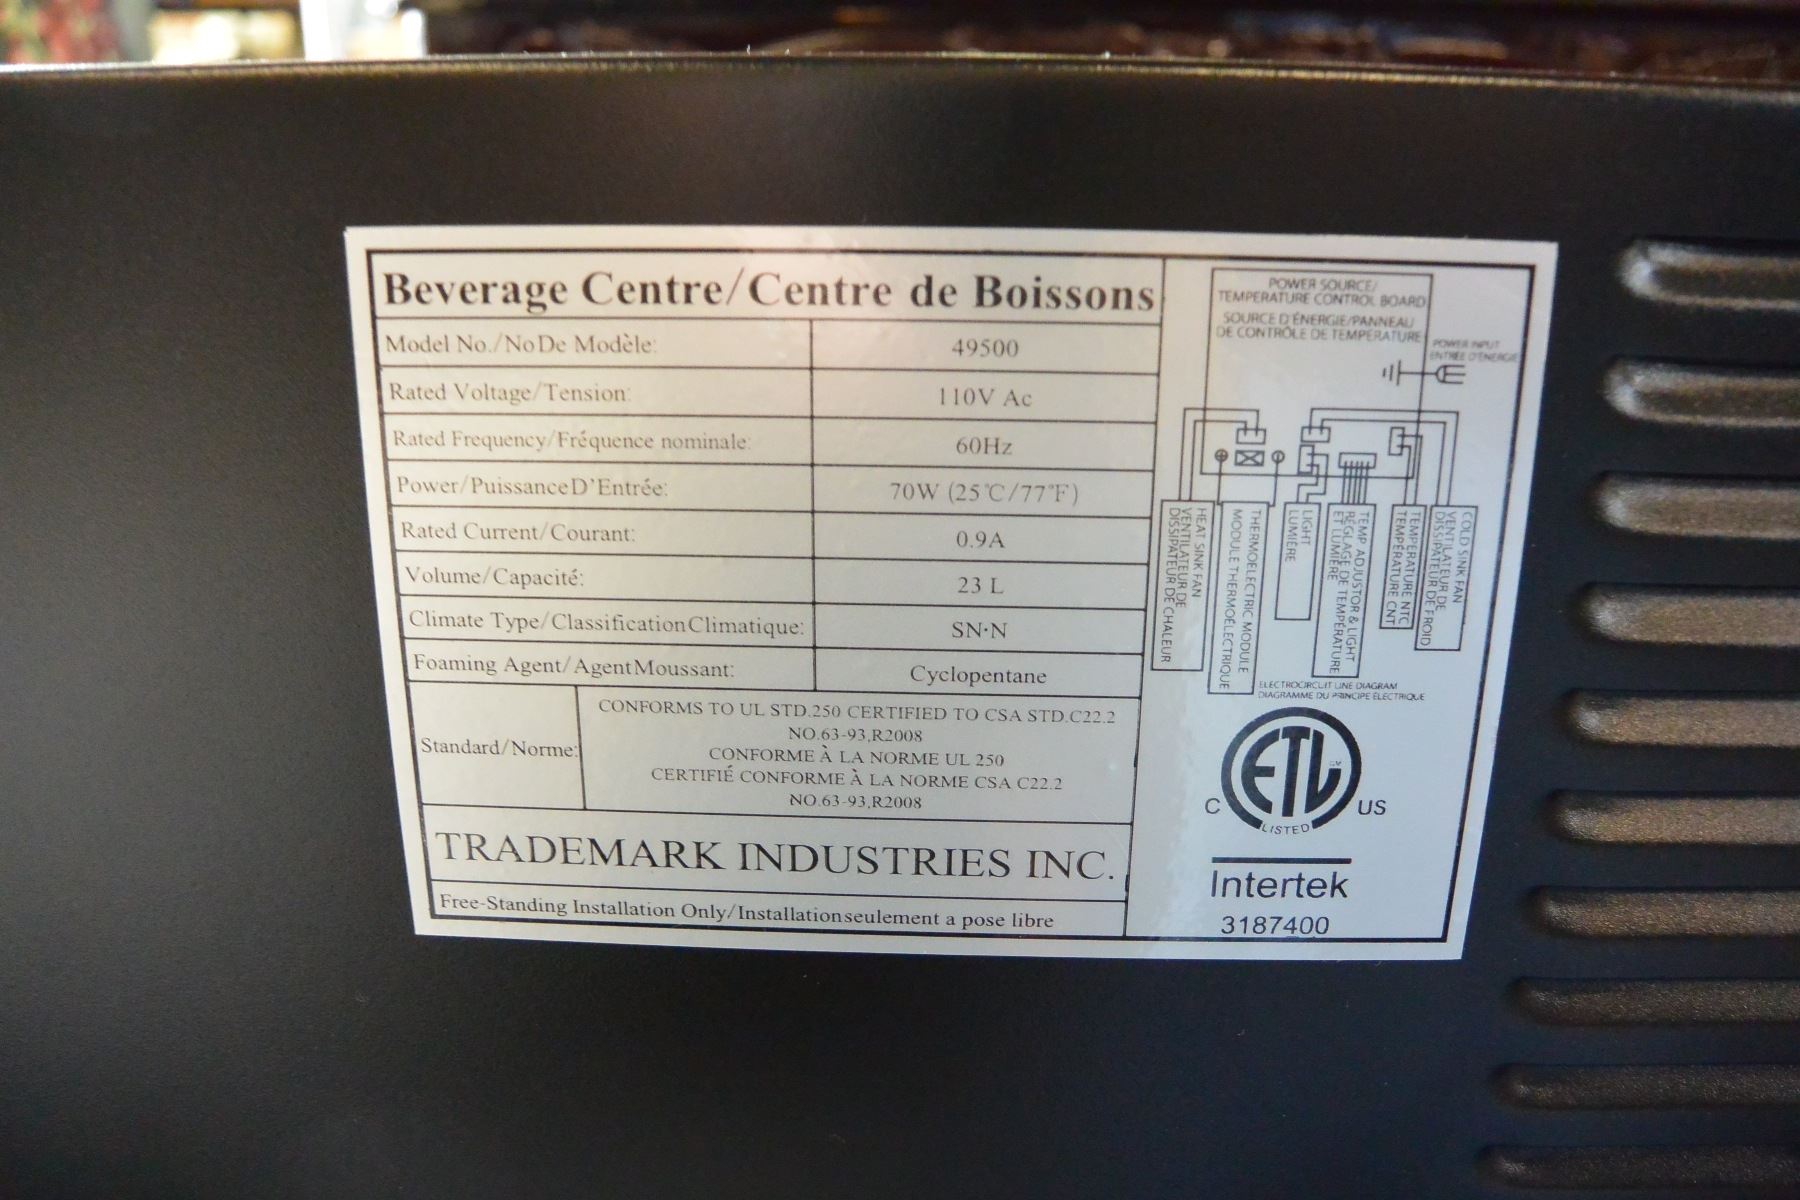 Beverage Centre/Centre de Boissons
Model No./NoDe Modèle: 49500
Rated Voltage/Tension: 110V Ac
Rated Frequency/Fréquence nominale: 60Hz
Power/PuissanceD'Entrée: 70W (25℃/77℉)
Rated Current/Courant: 0.9A
Volume/Capacité: 23 L
Climate Type/ClassificationClimatique: SN·N
Foaming Agent/AgentMoussant: Cyclopentane
Standard/Norme:
CONFORMS TO UL STD.250 CERTIFIED TO CSA STD.C22.2
NO.63-93,R2008
CONFORME À LA NORME UL 250
CERTIFIÉ CONFORME À LA NORME CSA C22.2
NO.63-93,R2008
TRADEMARK INDUSTRIES INC.
Free-Standing Installation Only/Installationseulement a pose libre
POWER SOURCE/
TEMPERATURE CONTROL BOARD
SOURCE D'ÉNERGIE/PANNEAU
DE CONTRÔLE DE TEMPÉRATURE
POWER INPUT
ENTRÉE D'ÉNERGIE
HEAT SINK FAN
VENTILATEUR DE
DISSIPATEUR DE CHALEUR
THERMOELECTRIC MODULE
MODULE THERMOÉLECTRIQUE
LIGHT
LUMIÈRE
TEMP ADJUSTOR & LIGHT
RÉGLAGE DE TEMPÉRATURE
ET LUMIÈRE
TEMPERATURE NTC
TEMPÉRATURE CNT
COLD SINK FAN
VENTILATEUR DE
DISSIPATEUR DE FROID
ELECTROCIRCUIT LINE DIAGRAM
DIAGRAMME DU PRINCIPE ÉLECTRIQUE
C ETL US
CM
LISTED
Intertek
3187400